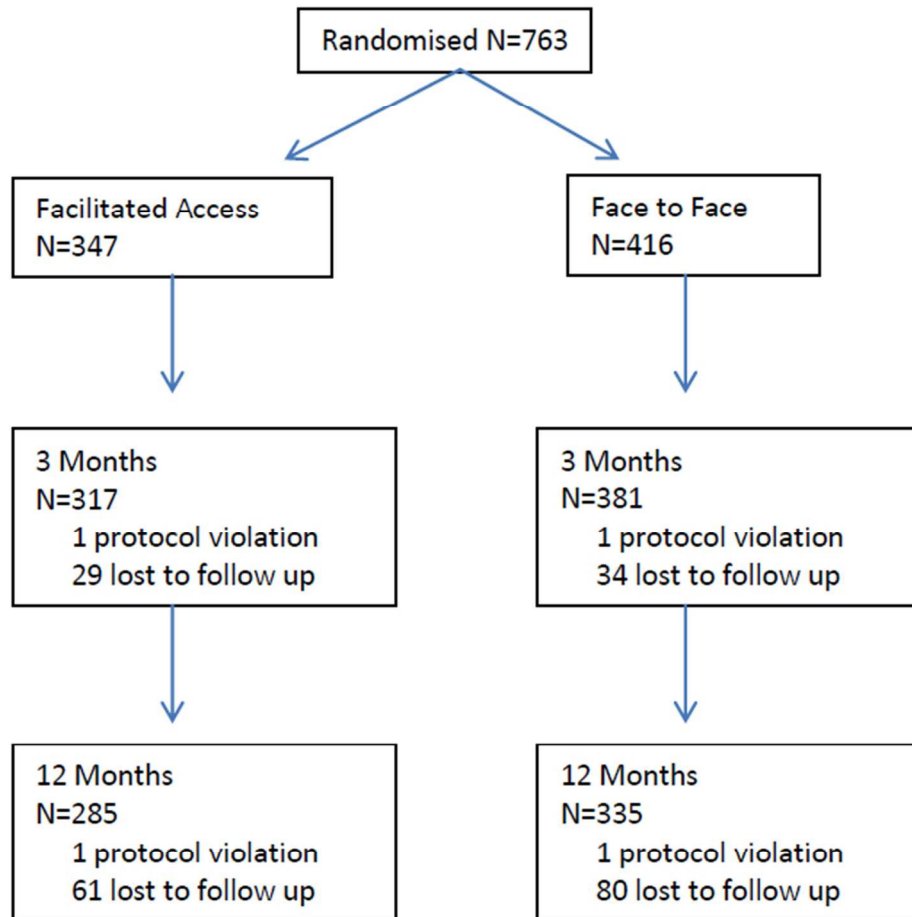 Randomised N=763
Facilitated Access
N=347
Face to Face
N=416
3 Months
N=317
1 protocol violation
29 lost to follow up
3 Months
N=381
1 protocol violation
34 lost to follow up
12 Months
N=285
1 protocol violation
61 lost to follow up
12 Months
N=335
1 protocol violation
80 lost to follow up